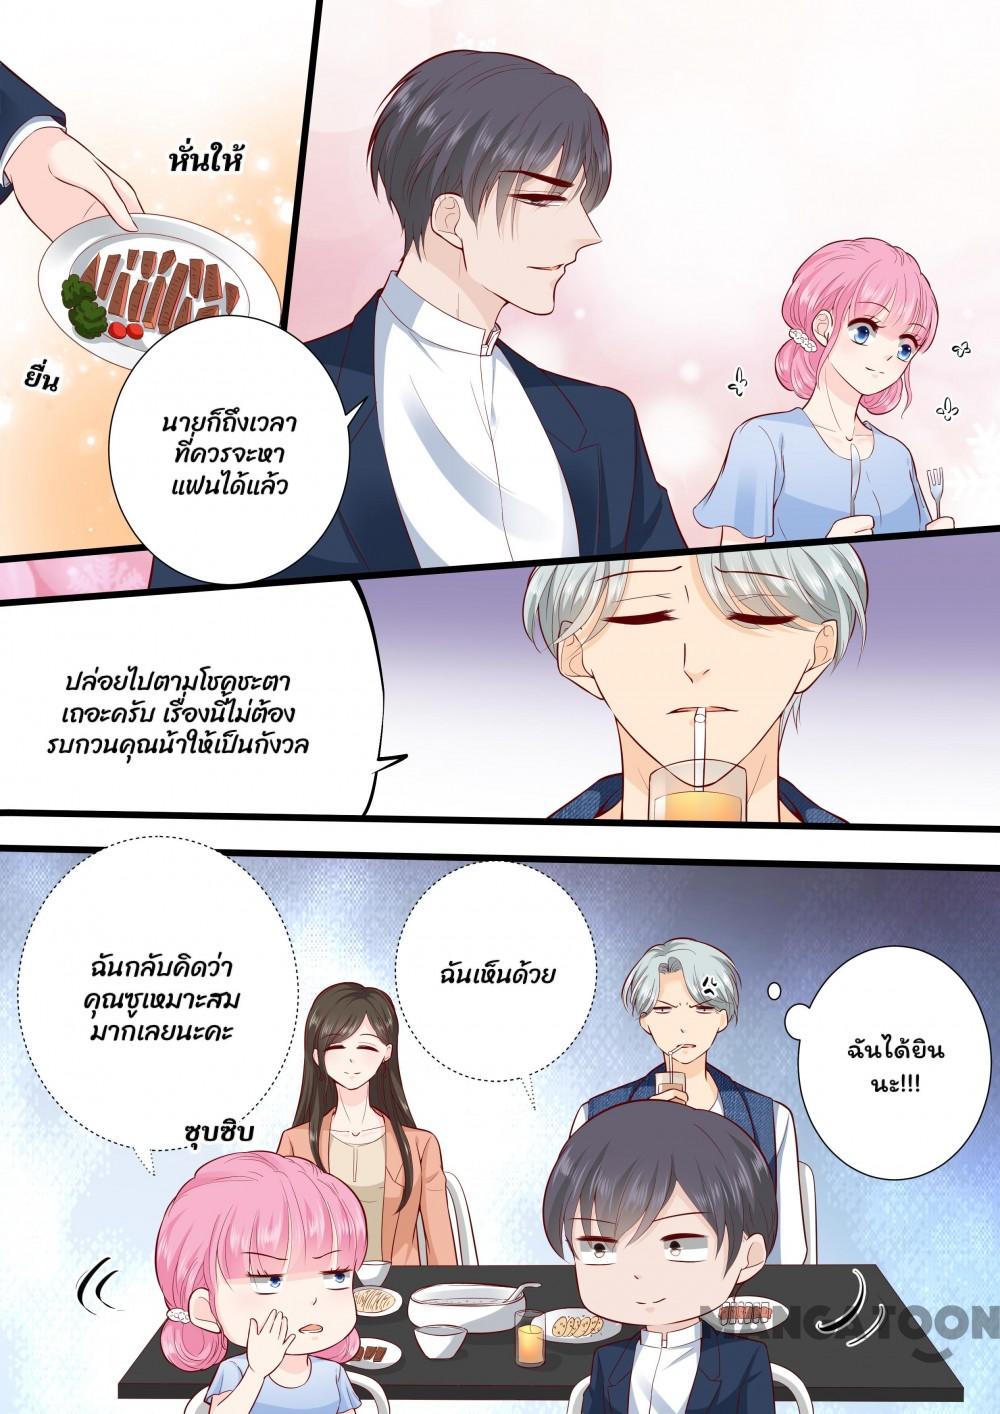 หั่นให้
ยื่น
นายก็ถึงเวลา
ที่ควรจะหา
แฟนได้แล้ว
ปล่อยไปตามโชคชะตา
เถอะครับ เรื่องนี้ไม่ต้อง
รบกวนคุณน้าให้เป็นกังวล
ฉันกลับคิดว่า
คุณซูเหมาะสม
มากเลยนะคะ
ฉันเห็นด้วย
ฉันได้ยิน
นะ!!!
ซุบซิบ
MANGATOON